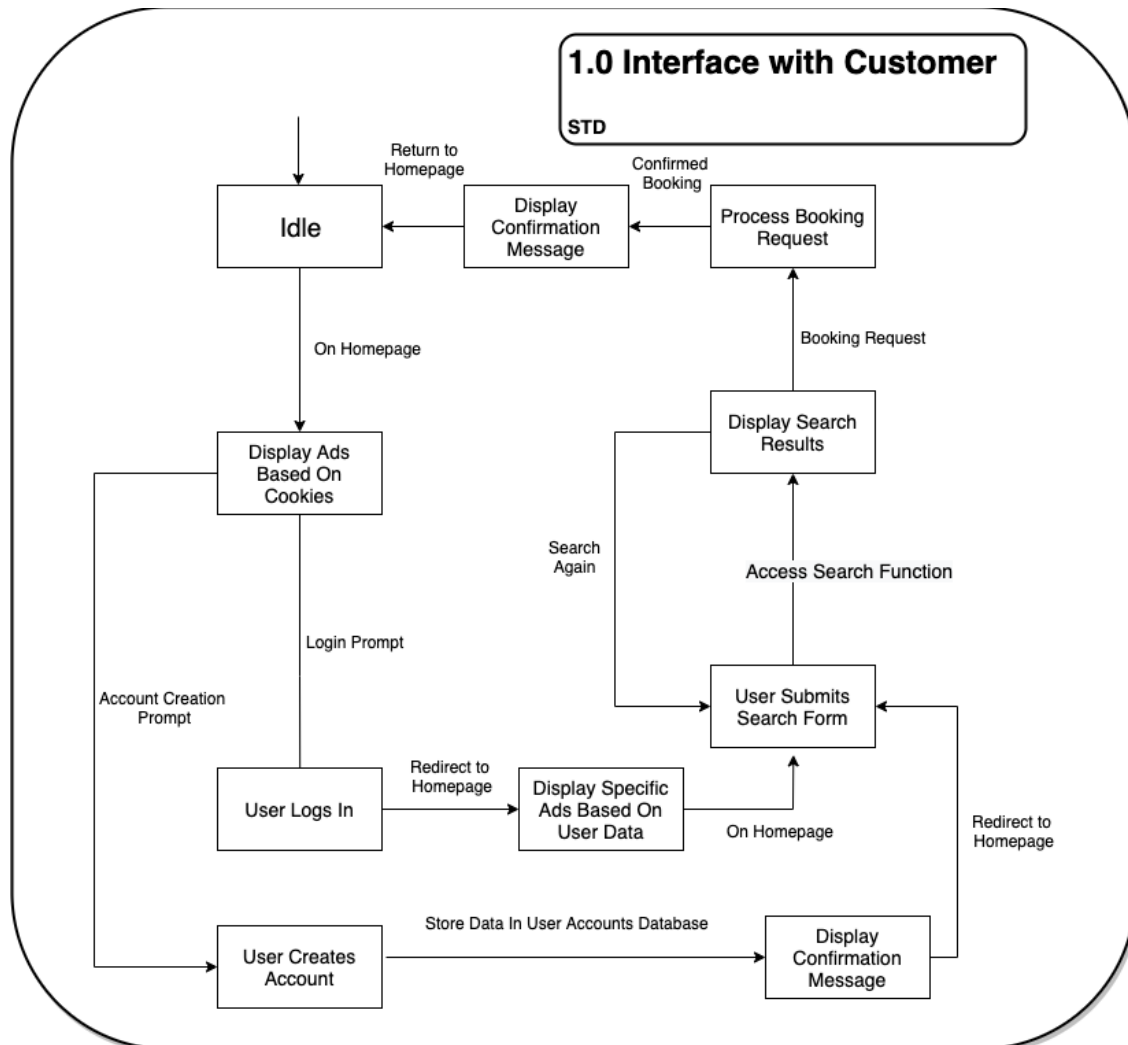 1.0 Interface with Customer
STD
Return to
Homepage
Confirmed
Booking
Idle
Display
Confirmation
Message
Process Booking
Request
On Homepage
Booking Request
Display Ads
Based On
Cookies
Display Search
Results
Search
Again
Access Search Function
Login Prompt
Account Creation
Prompt
User Submits
Search Form
User Logs In
Redirect to
Homepage
Display Specific
Ads Based On
User Data
On Homepage
Redirect to
Homepage
User Creates
Account
Store Data In User Accounts Database
Display
Confirmation
Message